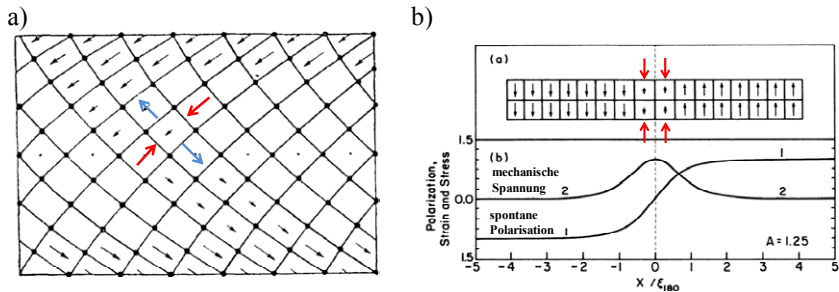 a)
b)
(a)
1.5
(b)
mechanische
Spannung
2
1
2
0.0
spontane
Polarisation
1
A = 1.25
1.5
Polarization,
Strain and Stress
-5 -4 -3 -2 -1 0 1 2 3 4 5
X / ξ180